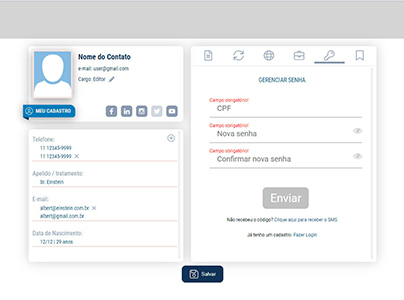 Nome do Contato
e-mail: user@gmail.com
Cargo: Editor
MEU CADASTRO
Telefone:
11 12345-9999
11 12345-9999
Apelido / tratamento:
Sr. Einstein
E-mail:
albert@einstein.com.br
albert@gmail.com.br
Data de Nascimento:
12/12 | 29 anos
GERENCIAR SENHA
Campo obrigatório!
CPF
Campo obrigatório!
Nova senha
Campo obrigatório!
Confirmar nova senha
Enviar
Não recebeu o código? Clique aqui para receber o SMS
Já tenho um cadastro: Fazer Login
Salvar